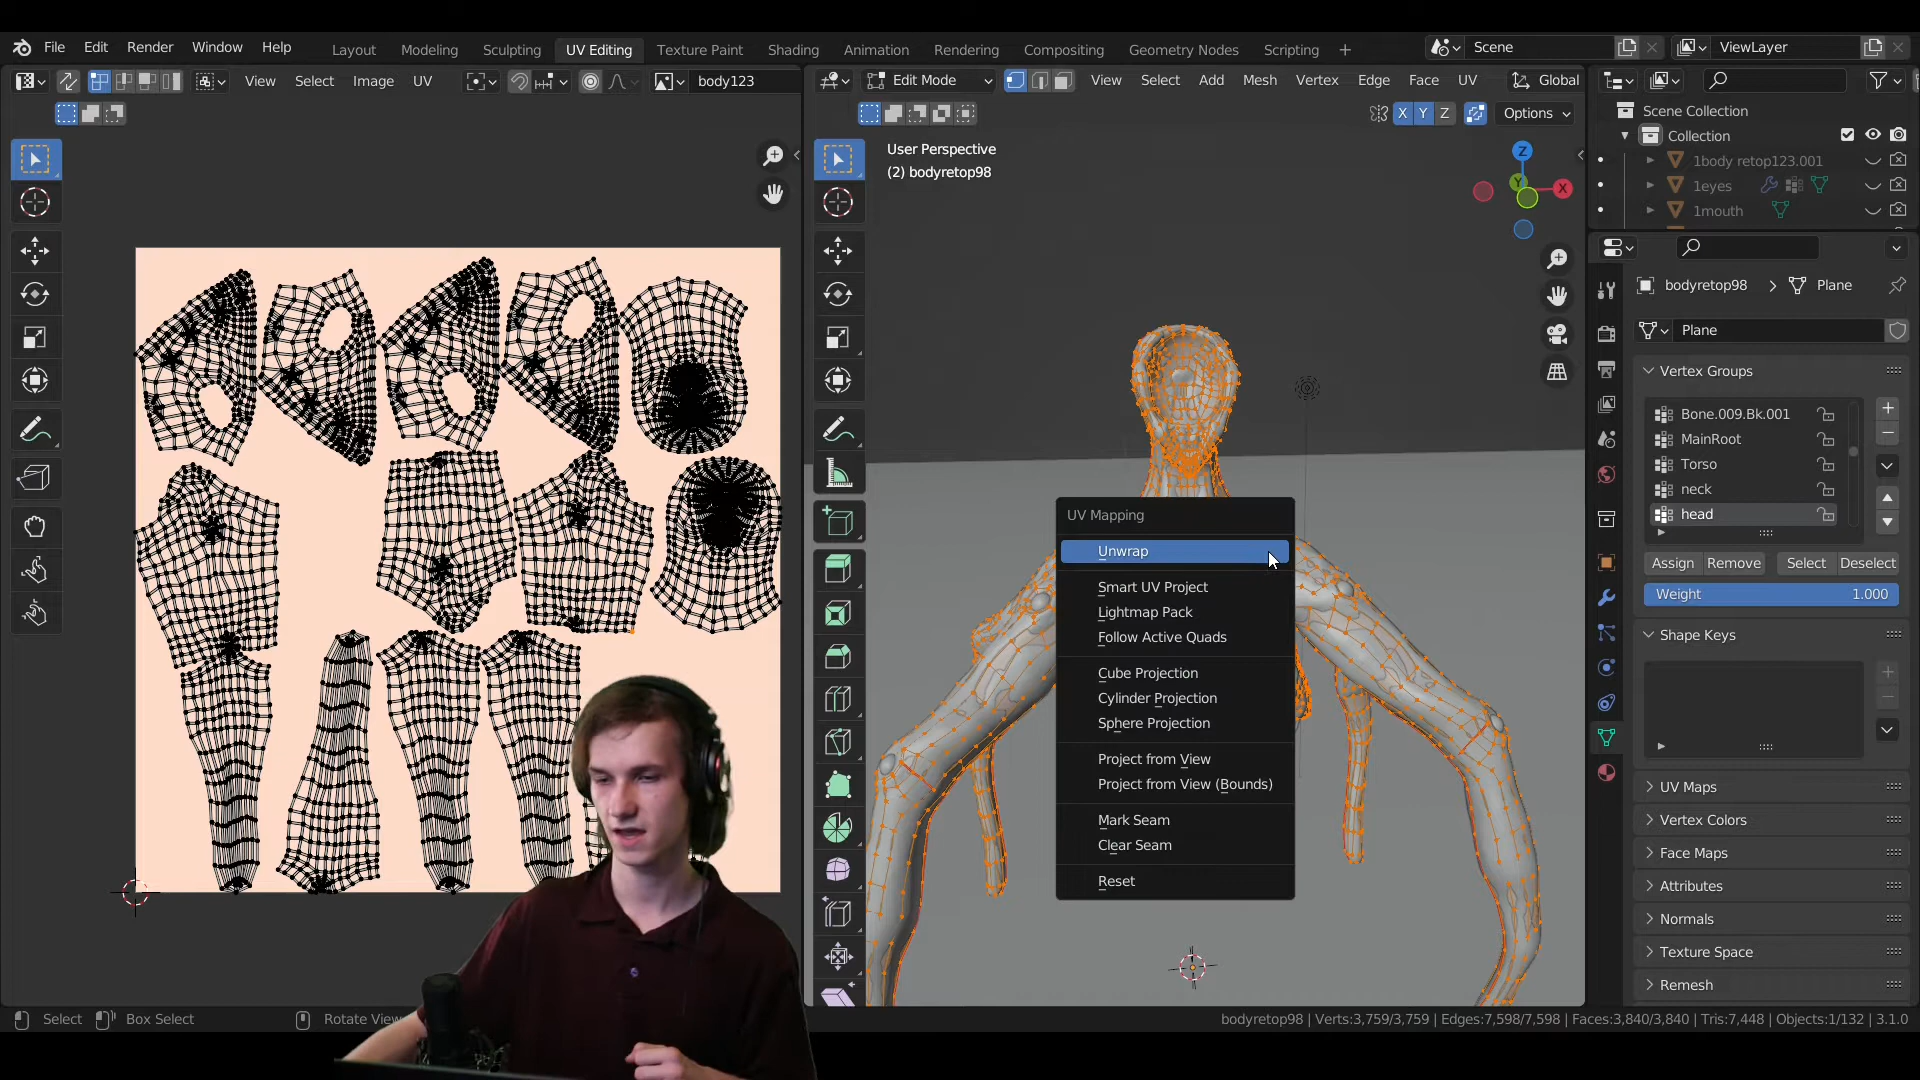 File Edit Render Window Help Layout Modeling Sculpting UV Editing Texture Paint Shading Animation Rendering Compositing Geometry Nodes Scripting + Scene ViewLayer
View Select Image UV body123
Edit Mode View Select Add Mesh Vertex Edge Face UV Global
X Y Z Options
User Perspective
(2) bodyretop98
Z
Y
X
Scene Collection
Collection
1body retop123.001
1eyes
1mouth
bodyretop98 > Plane
Plane
Vertex Groups
Bone.009.Bk.001
MainRoot
Torso
neck
head
Assign Remove Select Deselect
Weight 1.000
Shape Keys
UV Maps
Vertex Colors
Face Maps
Attributes
Normals
Texture Space
Remesh
UV Mapping
Unwrap
Smart UV Project
Lightmap Pack
Follow Active Quads
Cube Projection
Cylinder Projection
Sphere Projection
Project from View
Project from View (Bounds)
Mark Seam
Clear Seam
Reset
Select Box Select Rotate View
bodyretop98 | Verts:3,759/3,759 | Edges:7,598/7,598 | Faces:3,840/3,840 | Tris:7,448 | Objects:1/132 | 3.1.0